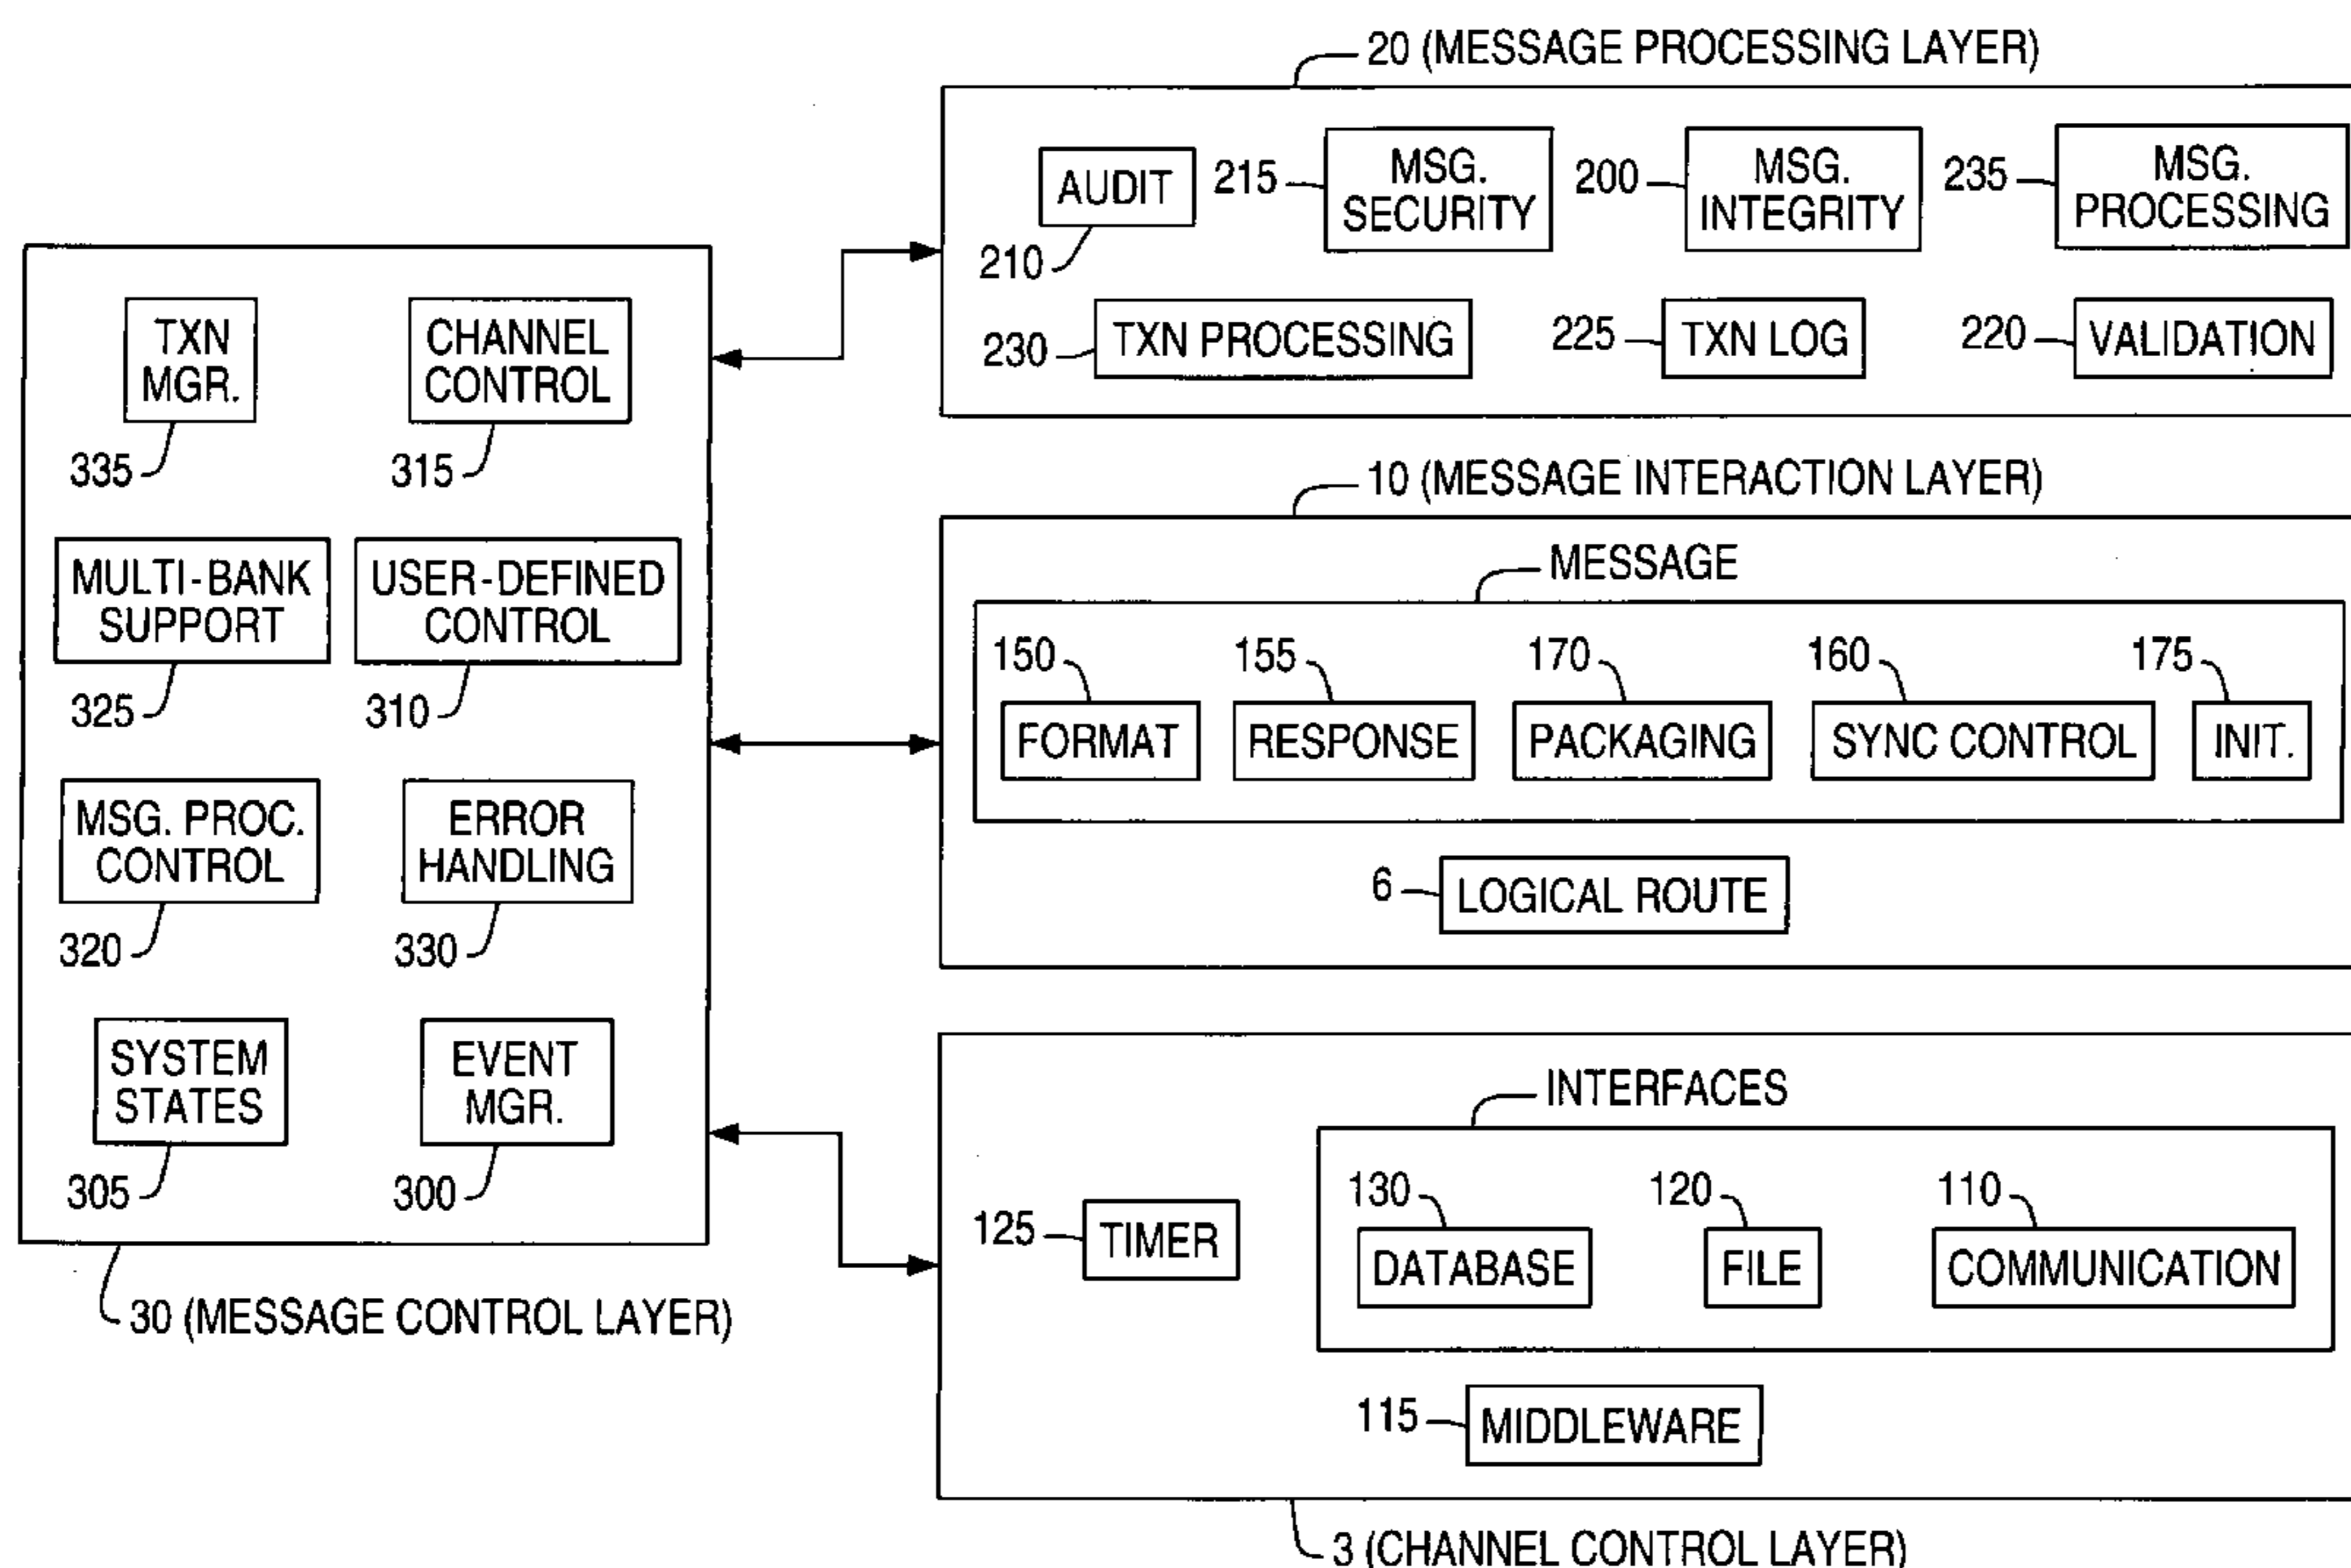 20 (MESSAGE PROCESSING LAYER)
AUDIT
210
215
MSG.
SECURITY
200
MSG.
INTEGRITY
235
MSG.
PROCESSING
230
TXN PROCESSING
225
TXN LOG
220
VALIDATION
TXN
MGR.
335
CHANNEL
CONTROL
315
MULTI-BANK
SUPPORT
325
USER-DEFINED
CONTROL
310
MSG. PROC.
CONTROL
320
ERROR
HANDLING
330
SYSTEM
STATES
305
EVENT
MGR.
300
30 (MESSAGE CONTROL LAYER)
10 (MESSAGE INTERACTION LAYER)
MESSAGE
150
FORMAT
155
RESPONSE
170
PACKAGING
160
SYNC CONTROL
175
INIT.
6
LOGICAL ROUTE
INTERFACES
125
TIMER
130
DATABASE
120
FILE
110
COMMUNICATION
115
MIDDLEWARE
3 (CHANNEL CONTROL LAYER)